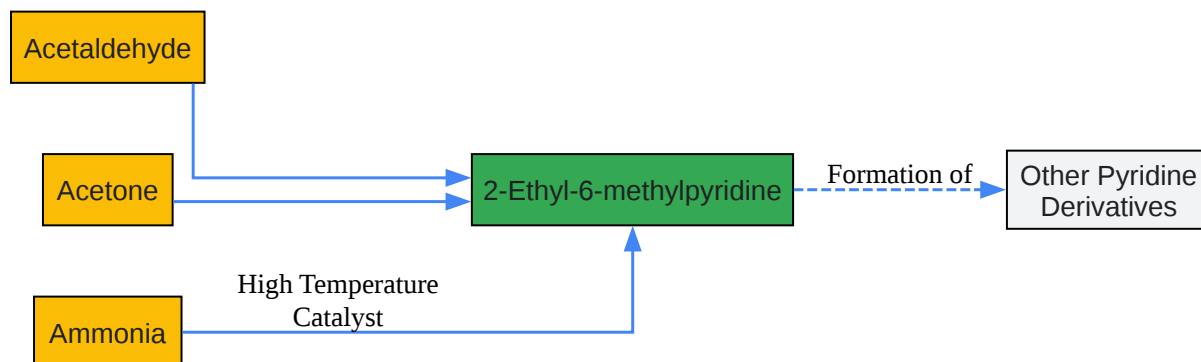 Acetaldehyde
Acetone
2-Ethyl-6-methylpyridine
Formation of
Other Pyridine
Derivatives
High Temperature
Catalyst
Ammonia